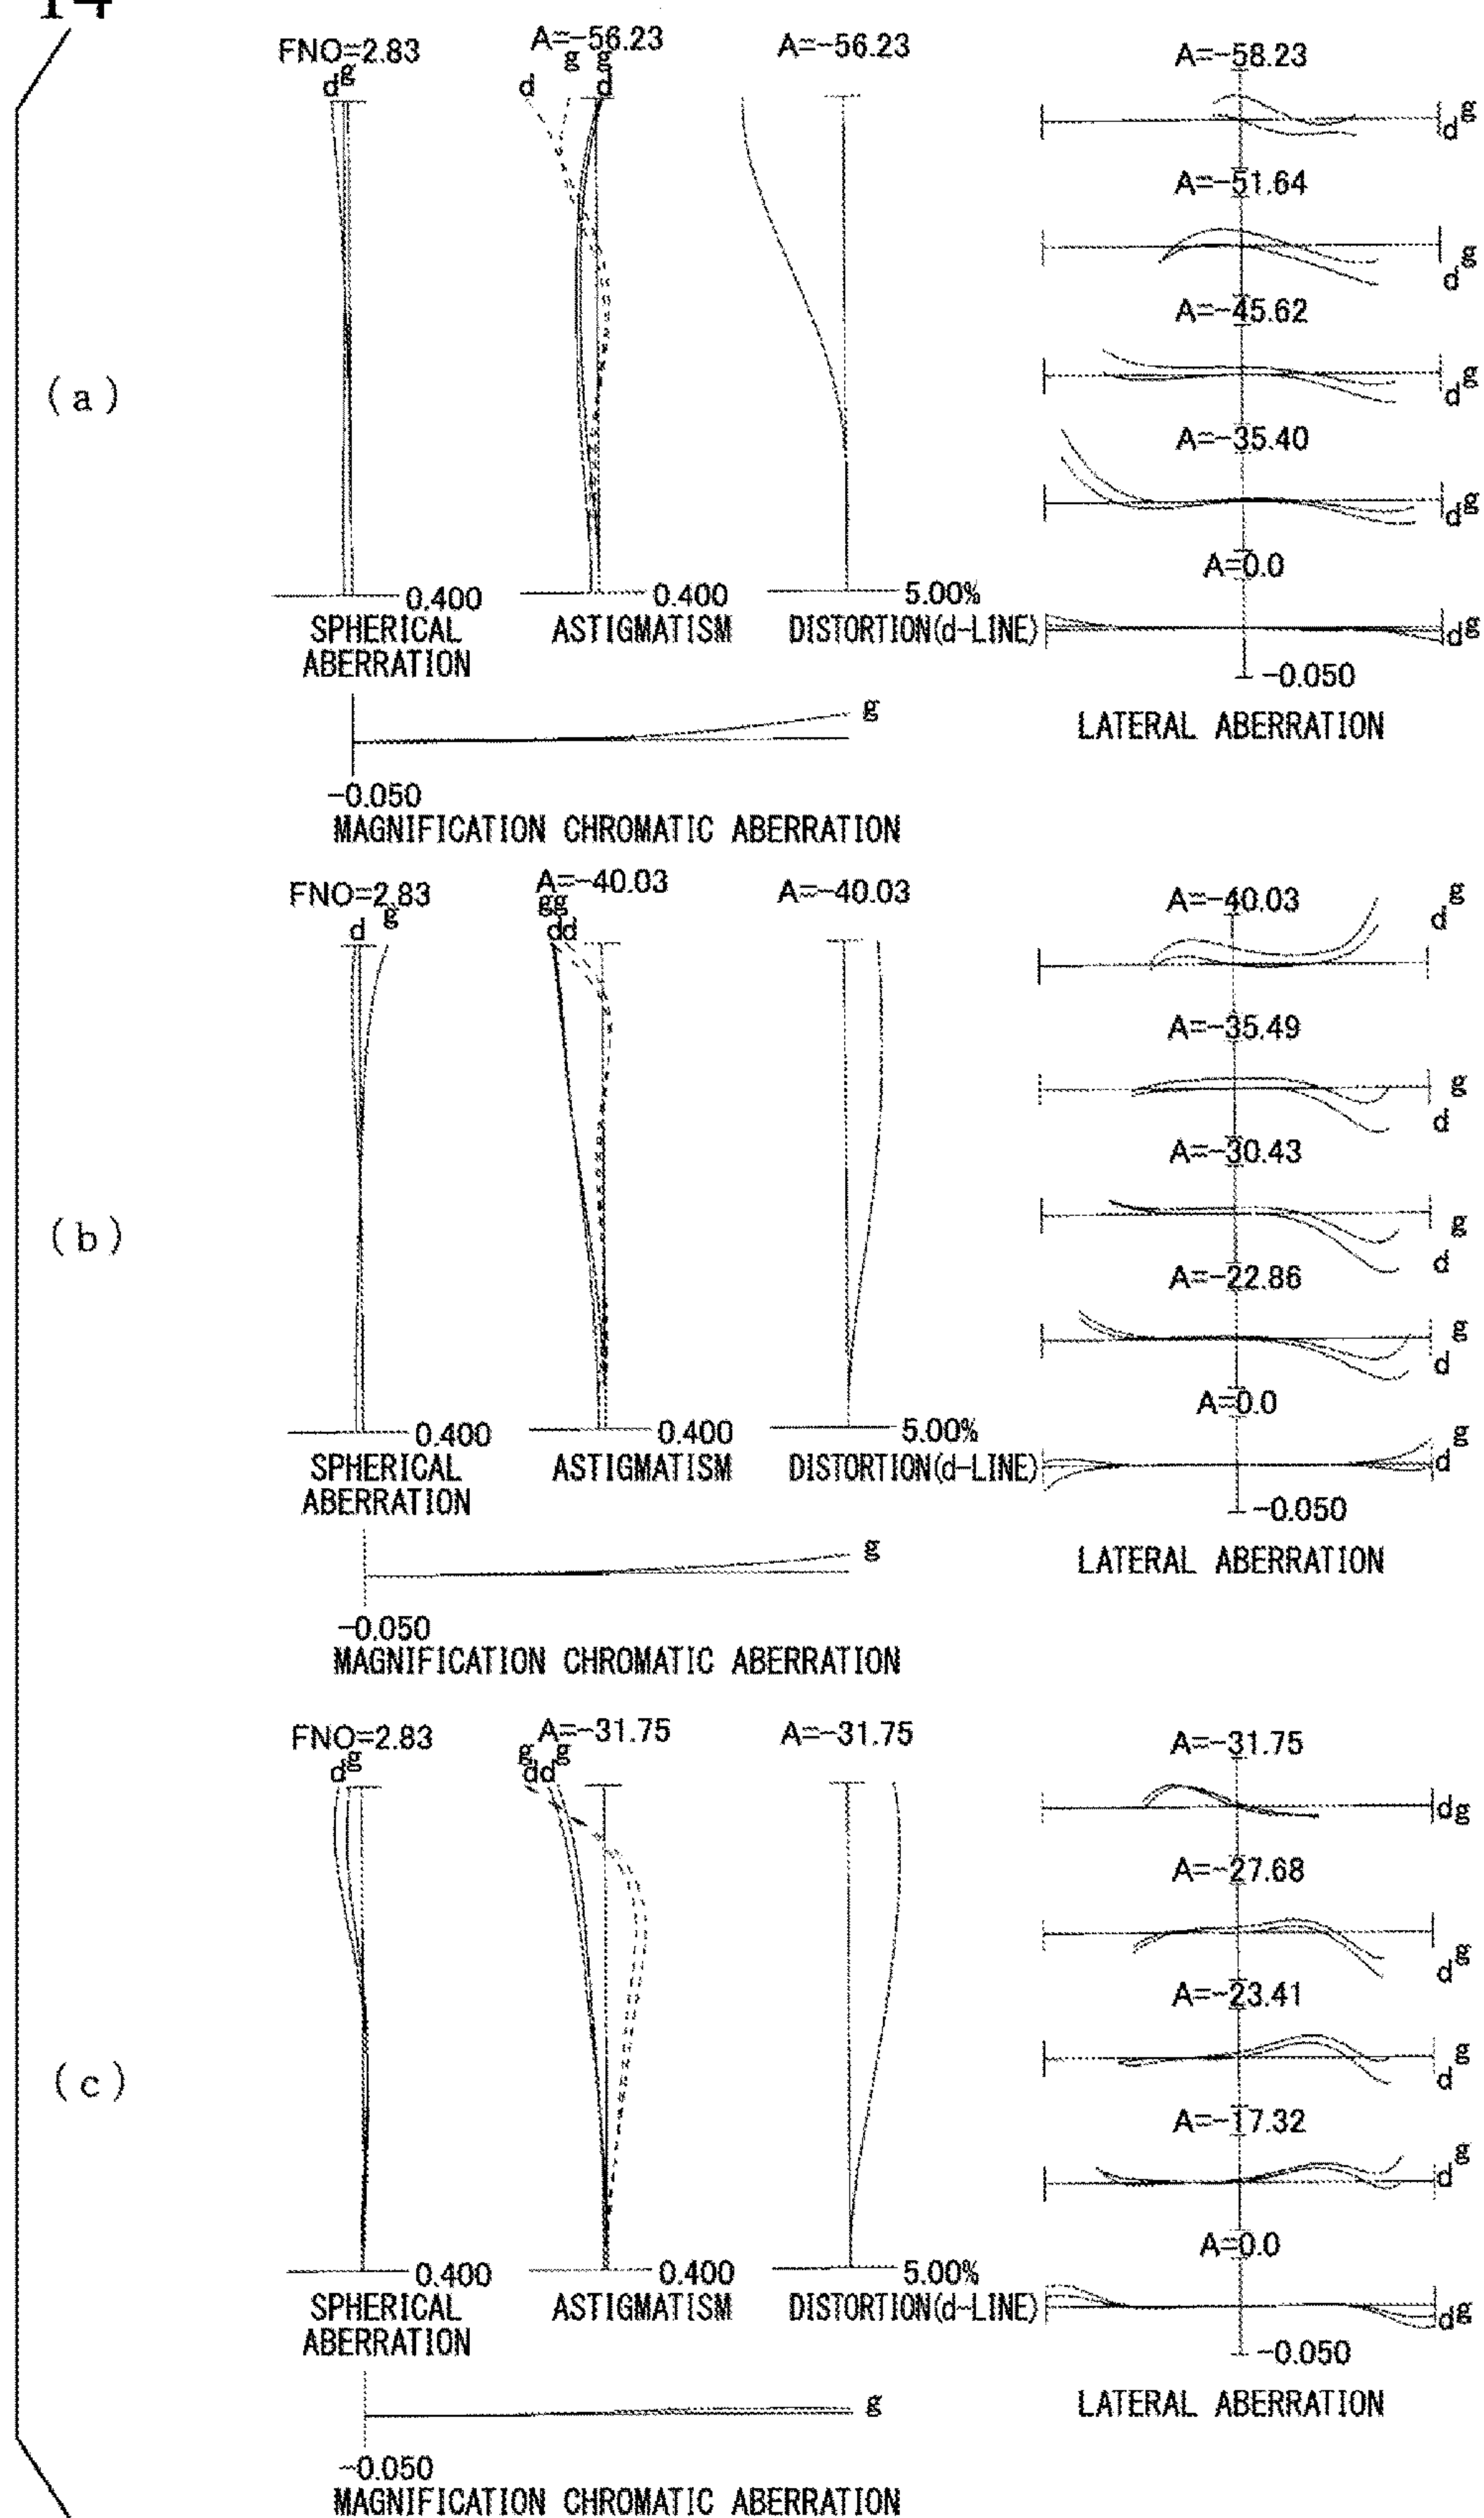 14
(a)
FNO=2.83
d g
A=-56.23
d g g d
A=-56.23
0.400
SPHERICAL
ABERRATION
0.400
ASTIGMATISM
5.00%
DISTORTION(d-LINE)
A=-58.23
d g
A=-51.64
d g
A=-45.62
d g
A=-35.40
d g
A=0.0
d g
-0.050
LATERAL ABERRATION
g
-0.050
MAGNIFICATION CHROMATIC ABERRATION
(b)
FNO=2.83
d g
A=-40.03
gg
dd
A=-40.03
0.400
SPHERICAL
ABERRATION
0.400
ASTIGMATISM
5.00%
DISTORTION(d-LINE)
A=-40.03
d g
A=-35.49
d g
A=-30.43
d g
A=-22.86
d g
A=0.0
d g
-0.050
LATERAL ABERRATION
g
-0.050
MAGNIFICATION CHROMATIC ABERRATION
(c)
FNO=2.83
d g
A=-31.75
g g
dd
A=-31.75
0.400
SPHERICAL
ABERRATION
0.400
ASTIGMATISM
5.00%
DISTORTION(d-LINE)
A=-31.75
dg
A=-27.68
d g
A=-23.41
d g
A=-17.32
d g
A=0.0
dg
-0.050
LATERAL ABERRATION
g
-0.050
MAGNIFICATION CHROMATIC ABERRATION